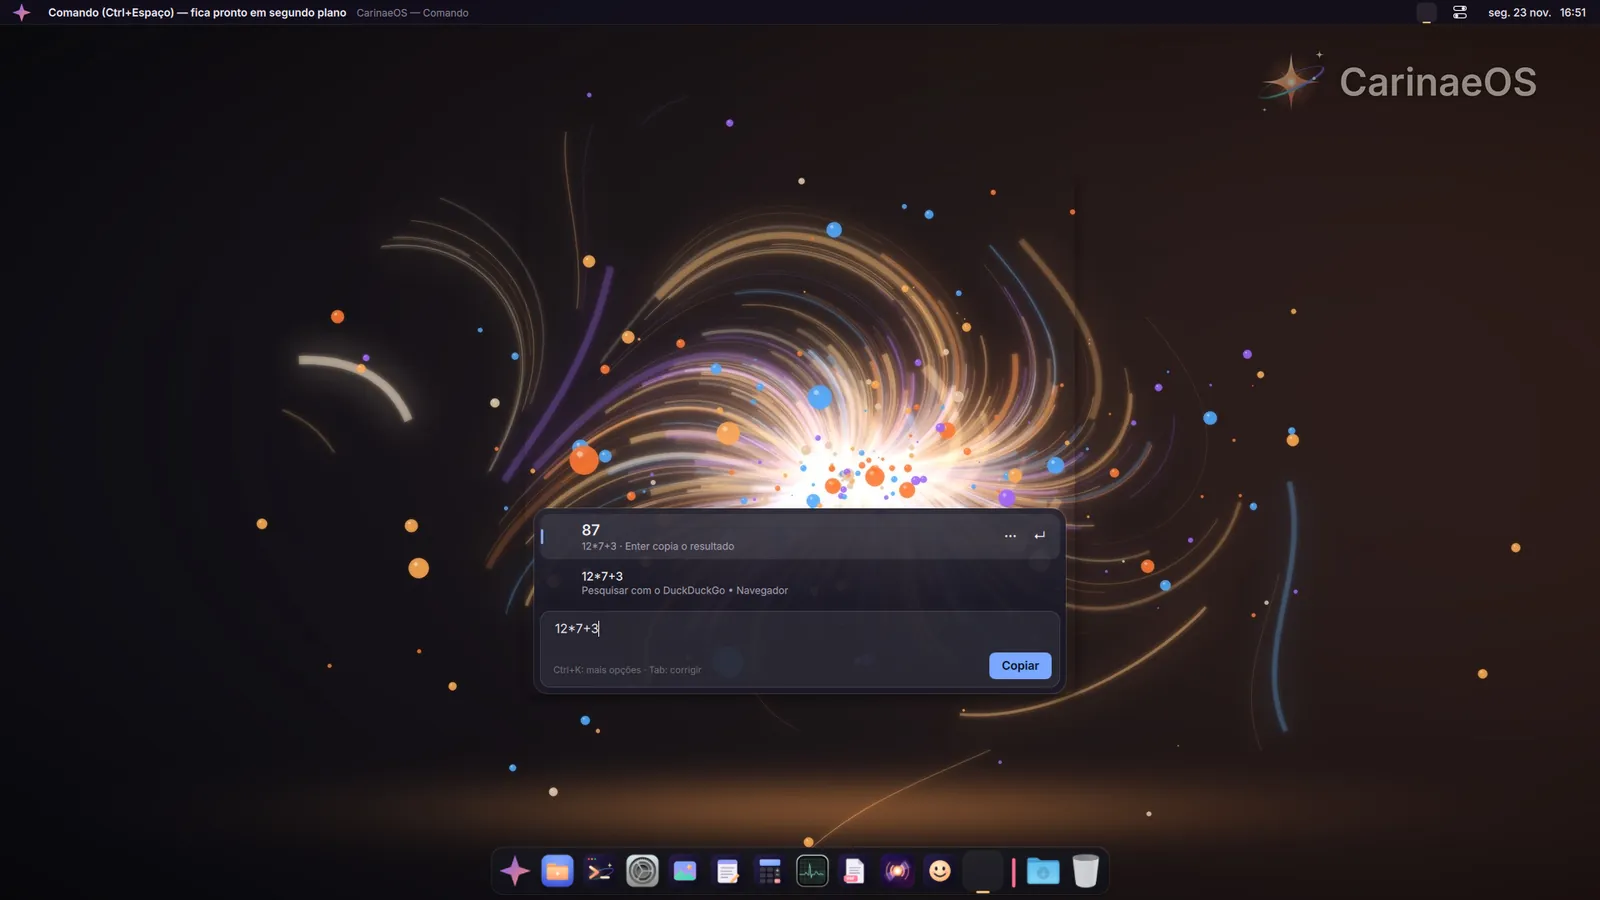 Comando (Ctrl+Espaço) — fica pronto em segundo plano CarinaeOS — Comando
seg. 23 nov. 16:51
CarinaeOS
87
12*7+3 · Enter copia o resultado
12*7+3
Pesquisar com o DuckDuckGo • Navegador
12*7+3
Ctrl+K: mais opções · Tab: corrigir
Copiar